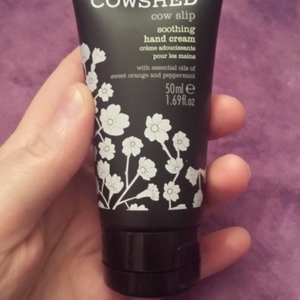 COWSHED
cow slip
soothing
hand cream
crème adoucissante
pour les mains
with essential oils of
sweet orange and peppermint
50ml ℮
1.69fl.oz